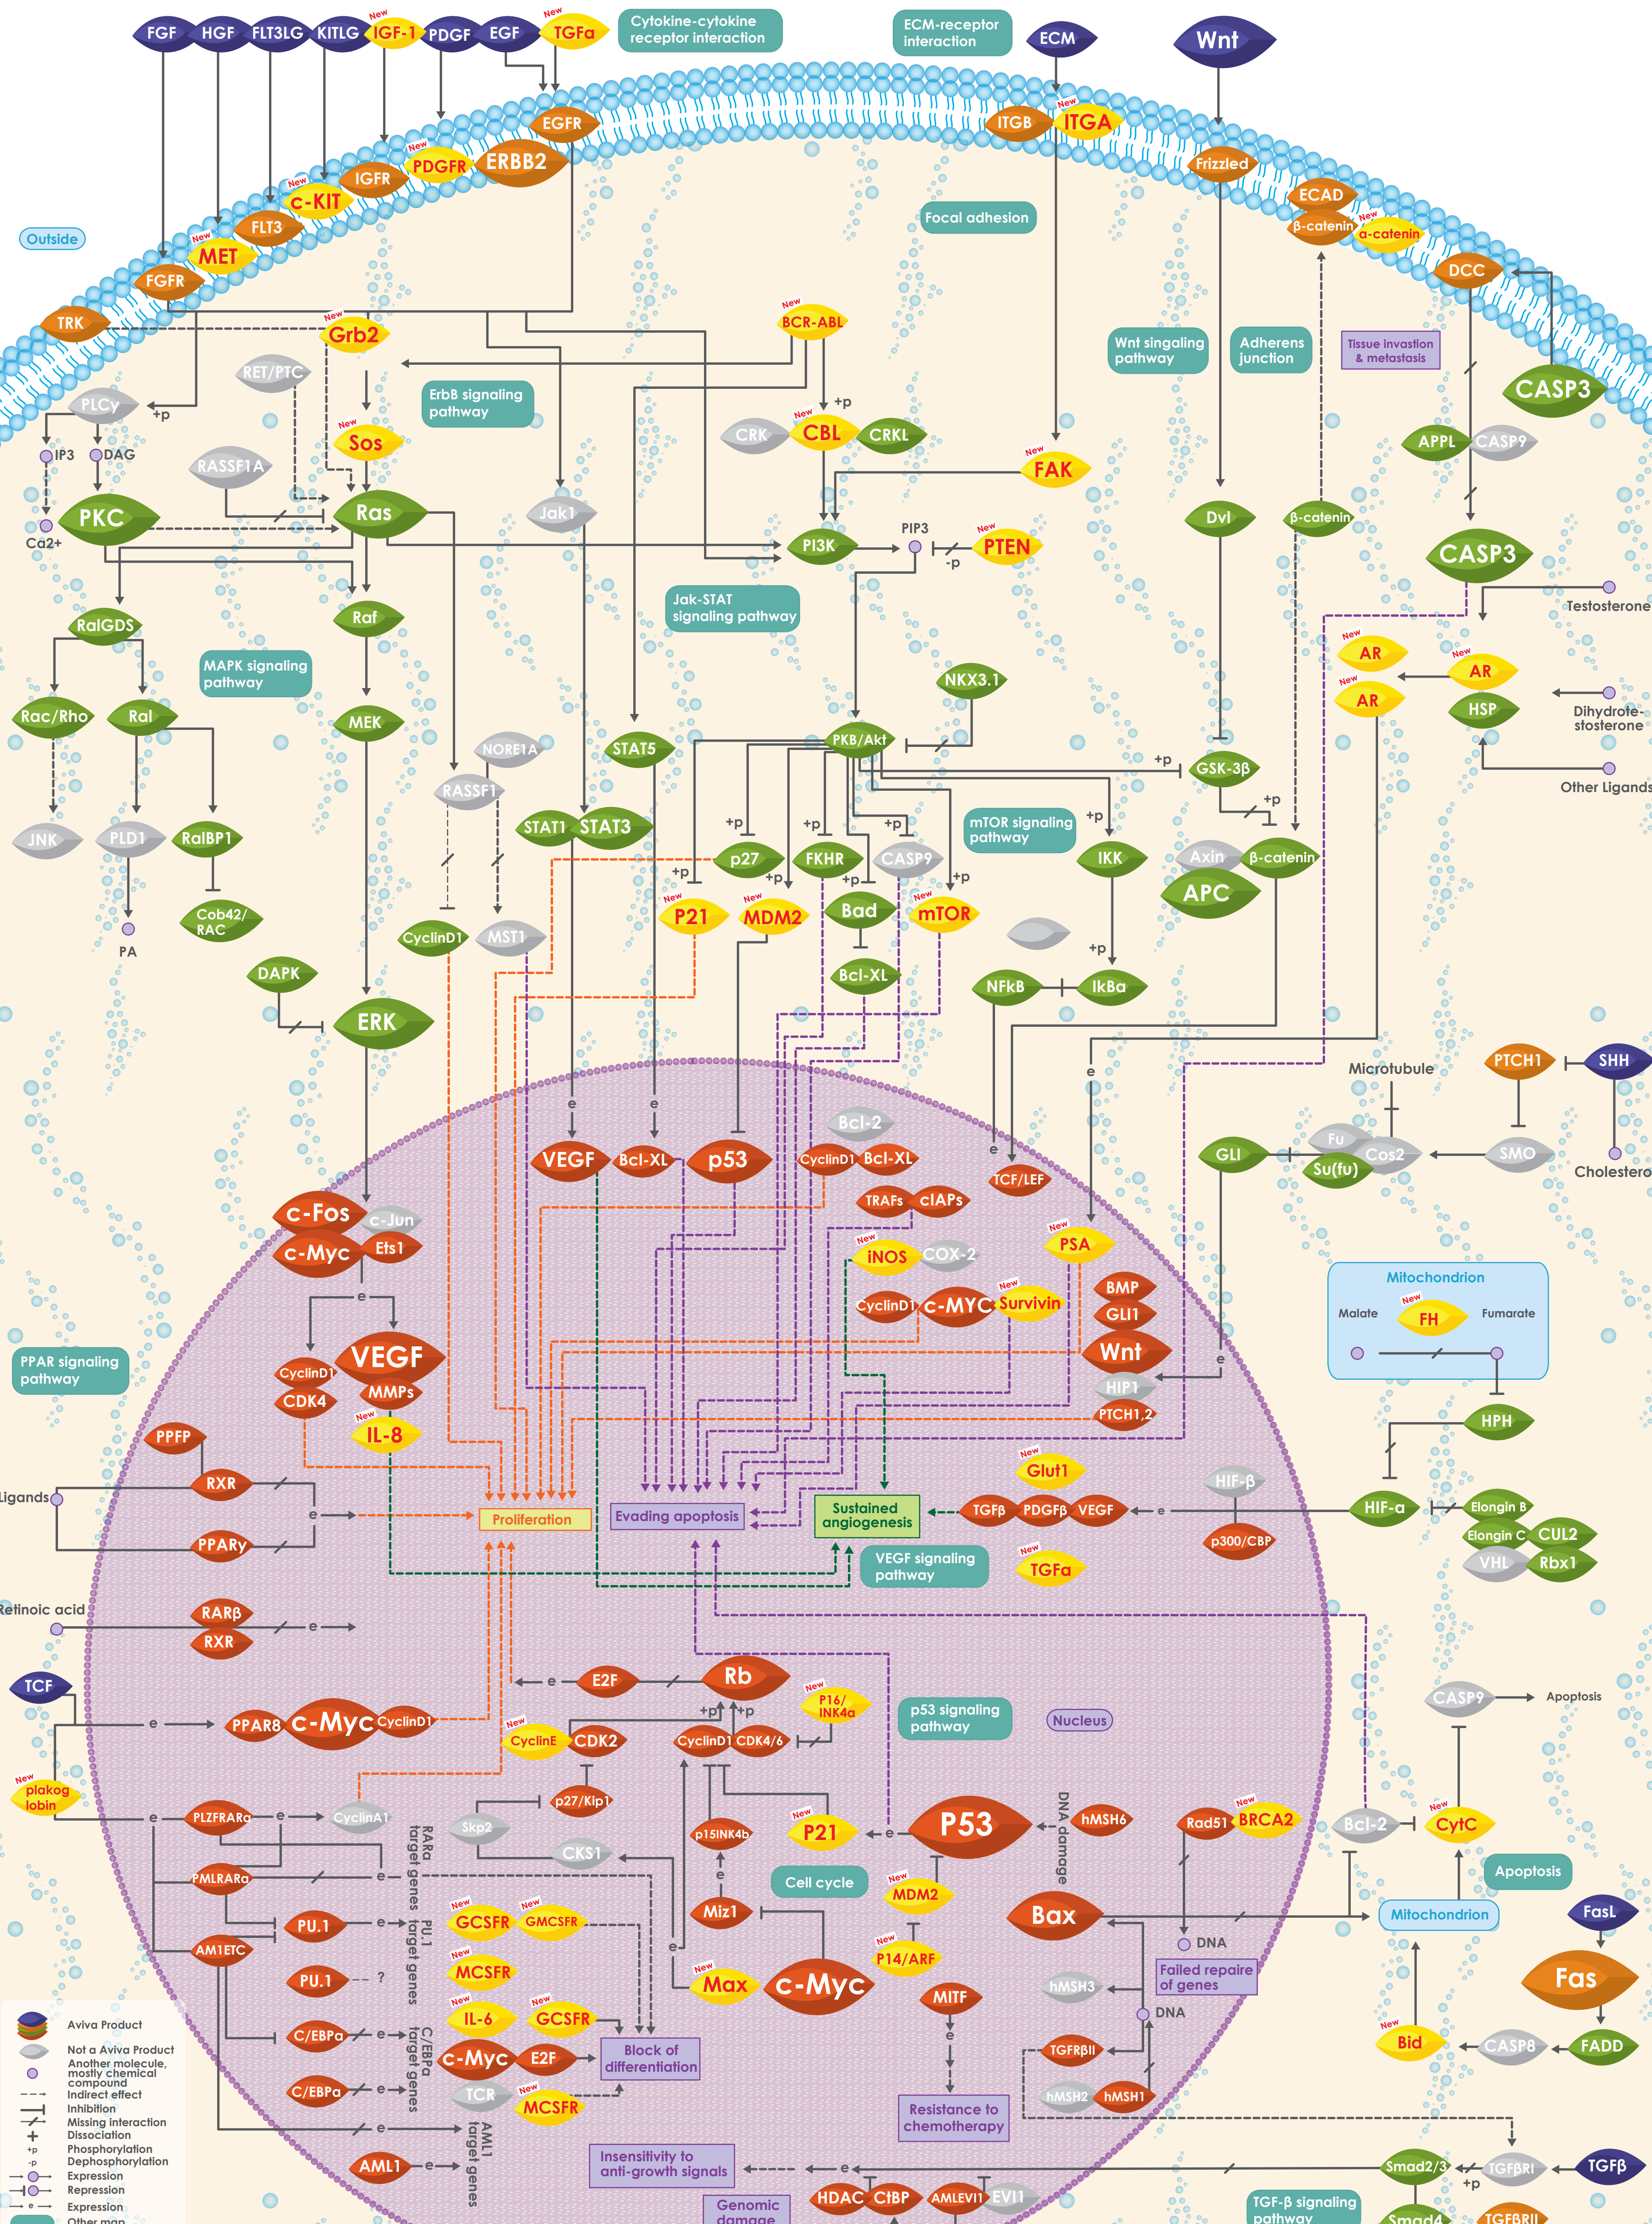 FGF
HGF
FLT3LG
KITLG
New
IGF-1
PDGF
EGF
New
TGFa
Cytokine-cytokine
receptor interaction
ECM-receptor
interaction
ECM
Wnt
EGFR
ERBB2
New
PDGFR
IGFR
New
c-KIT
FLT3
New
MET
FGFR
TRK
Outside
ITGB
New
ITGA
Frizzled
ECAD
β-catenin
New
α-catenin
DCC
Focal adhesion
New
Grb2
New
BCR-ABL
RET/PTC
PLCy
+p
ErbB signaling
pathway
Wnt singaling
pathway
Adherens
junction
Tissue invastion
& metastasis
CASP3
IP3
DAG
New
Sos
RASSF1A
+p
CRK
New
CBL
CRKL
New
FAK
APPL
CASP9
PKC
Ca2+
Ras
Jak1
PI3K
PIP3
-p
New
PTEN
Dvl
β-catenin
CASP3
Testosterone
RalGDS
Raf
Jak-STAT
signaling pathway
MAPK signaling
pathway
New
AR
New
AR
New
AR
HSP
Dihydrote-
stosterone
Other Ligands
Rac/Rho
Ral
MEK
NORE1A
RASSF1
STAT5
NKX3.1
PKB/Akt
+p
GSK-3β
+p
JNK
PLD1
RalBP1
STAT1
STAT3
+p
p27
+p
FKHR
CASP9
mTOR signaling
pathway
+p
IKK
Axin
β-catenin
APC
PA
Cob42/
RAC
CyclinD1
MST1
+p
New
P21
+p
New
MDM2
+p
Bad
+p
New
mTOR
+p
Bcl-XL
NFkB
IkBa
DAPK
ERK
e
Microtubule
PTCH1
SHH
Cholestero
SMO
Fu
Cos2
Su(fu)
GLI
e
e
VEGF
Bcl-XL
p53
Bcl-2
CyclinD1
Bcl-XL
e
TCF/LEF
TRAFs
cIAPs
c-Fos
c-Jun
c-Myc
Ets1
e
New
iNOS
COX-2
New
PSA
CyclinD1
c-MYC
New
Survivin
BMP
GLI1
Wnt
HIP1
PTCH1,2
e
Mitochondrion
Malate
New
FH
Fumarate
PPAR signaling
pathway
VEGF
CyclinD1
CDK4
MMPs
New
IL-8
HPH
PPFP
RXR
Ligands
e
PPARy
Proliferation
Evading apoptosis
Sustained
angiogenesis
New
Glut1
TGFβ
PDGFβ
VEGF
e
HIF-β
p300/CBP
HIF-a
Elongin B
Elongin C
CUL2
VHL
Rbx1
VEGF signaling
pathway
New
TGFa
Retinoic acid
RARβ
RXR
e
TCF
e
PPAR8
c-Myc
CyclinD1
e
E2F
Rb
+p
+p
New
P16/
INK4a
New
CyclinE
CDK2
CyclinD1
CDK4/6
p53 signaling
pathway
Nucleus
CASP9
Apoptosis
New
plakog
lobin
e
PLZFRARa
e
CyclinA1
p27/Kip1
Skp2
CKS1
p15INK4b
New
P21
e
P53
DNA damage
hMSH6
Rad51
New
BRCA2
Bcl-2
New
CytC
PMLRARa
e
RARa
target genes
e
Miz1
Cell cycle
New
MDM2
Apoptosis
AM1ETC
PU.1
e
PU.1
target genes
New
GCSFR
New
GMCSFR
New
P14/ARF
Bax
DNA
Mitochondrion
FasL
PU.1
?
New
MCSFR
e
New
Max
c-Myc
MITF
e
hMSH3
Failed repaire
of genes
Fas
New
IL-6
New
GCSFR
DNA
C/EBPa
e
C/EBPa
target genes
c-Myc
E2F
Block of
differentiation
TGFRβII
New
Bid
CASP8
FADD
C/EBPa
e
TCR
New
MCSFR
hMSH2
hMSH1
Resistance to
chemotherapy
e
AML1
target genes
AML1
e
Insensitivity to
anti-growth signals
e
Smad2/3
+p
TGFβRI
TGFβ
HDAC
CtBP
AMLEVI1
EVI1
Genomic
damage
TGF-β signaling
pathway
Smad4
TGFβRII
Aviva Product
Not a Aviva Product
Another molecule,
mostly chemical
compound
Indirect effect
Inhibition
Missing interaction
Dissociation
+p
Phosphorylation
-p
Dephosphorylation
Expression
Repression
e
Expression
Other map